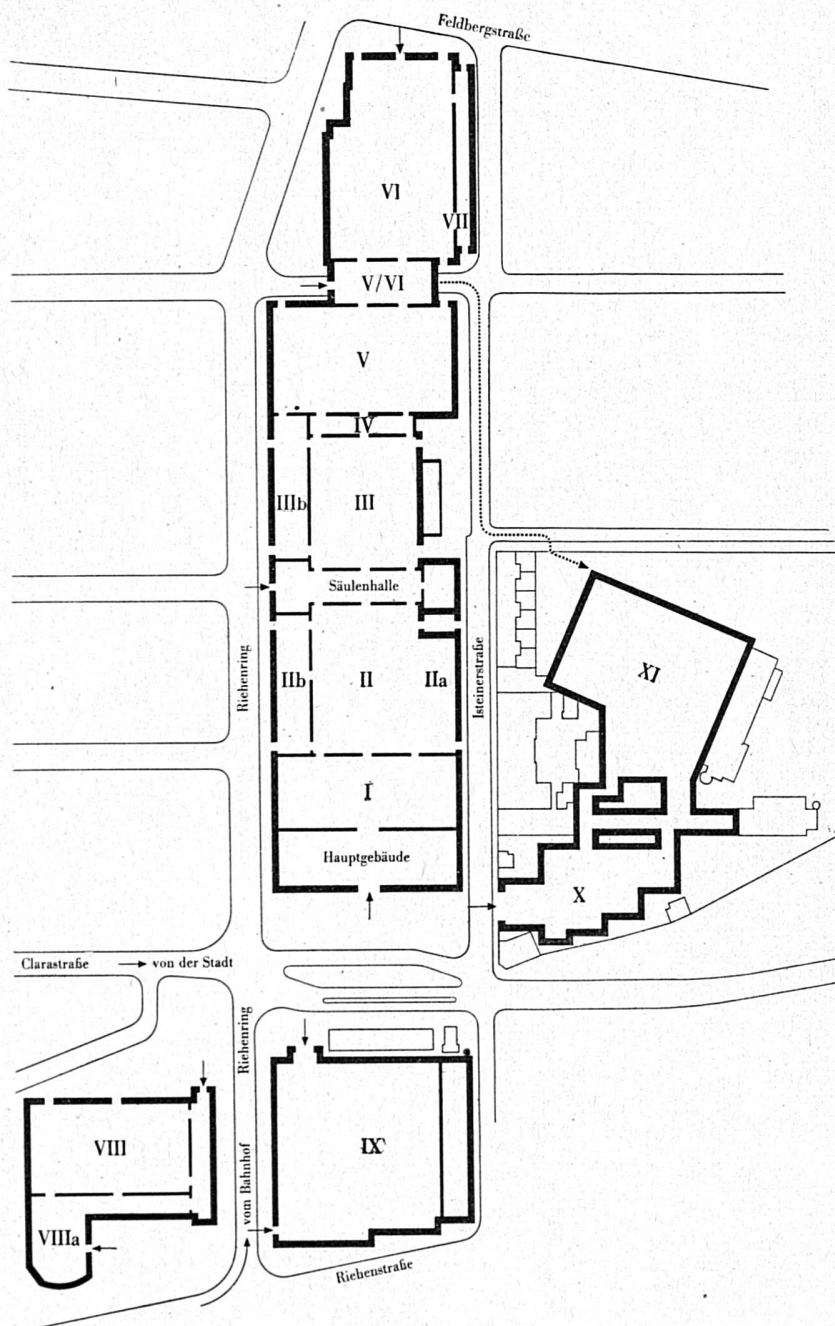 Feldbergstraße
VI
VII
V/VI
V
IV
IIIb
III
Säulenhalle
Riehenring
IIb
II
IIa
Isteinerstraße
XI
I
Hauptgebäude
X
Clarastraße
von der Stadt
Riehenring
vom Bahnhof
VIII
IX
VIIIa
Riehenstraße